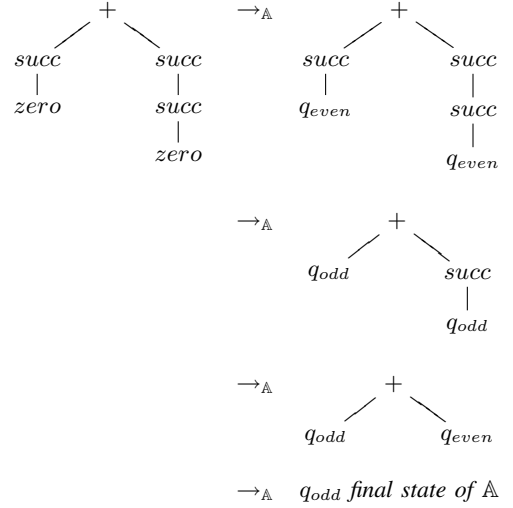 + →𝔸 +
succ succ succ succ
zero succ q_even succ
zero q_even
→𝔸 +
q_odd succ
q_odd
→𝔸 +
q_odd q_even
→𝔸 q_odd final state of 𝔸